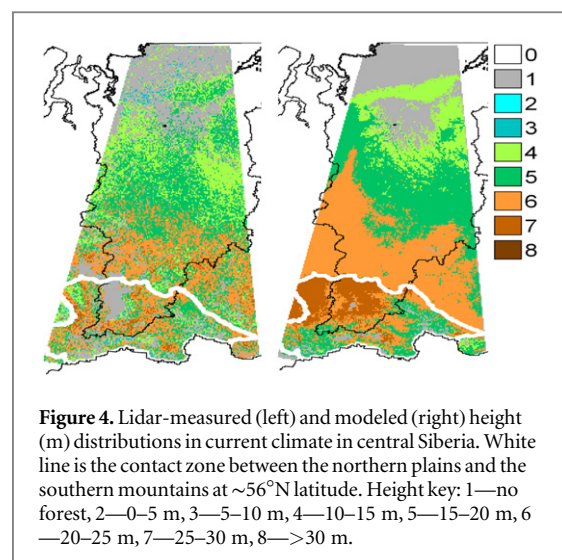 0
1
2
3
4
5
6
7
8
Figure 4. Lidar-measured (left) and modeled (right) height
(m) distributions in current climate in central Siberia. White
line is the contact zone between the northern plains and the
southern mountains at ~56°N latitude. Height key: 1—no
forest, 2—0–5 m, 3—5–10 m, 4—10–15 m, 5—15–20 m, 6
—20–25 m, 7—25–30 m, 8—>30 m.